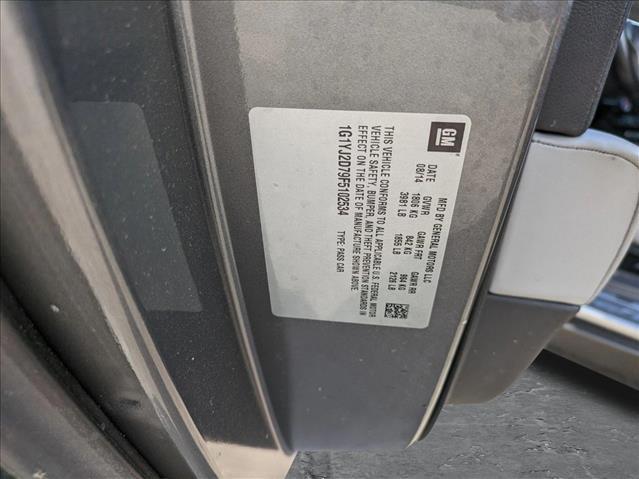 GM
MFD BY GENERAL MOTORS LLC
DATE GVWR GAWR FRT GAWR RR
08/14 1806 KG 842 KG 964 KG
3981 LB 1855 LB 2126 LB
THIS VEHICLE CONFORMS TO ALL APPLICABLE U.S. FEDERAL MOTOR
VEHICLE SAFETY, BUMPER, AND THEFT PREVENTION STANDARDS IN
EFFECT ON THE DATE OF MANUFACTURE SHOWN ABOVE.
1G1YJ2D79F5102534 TYPE: PASS CAR